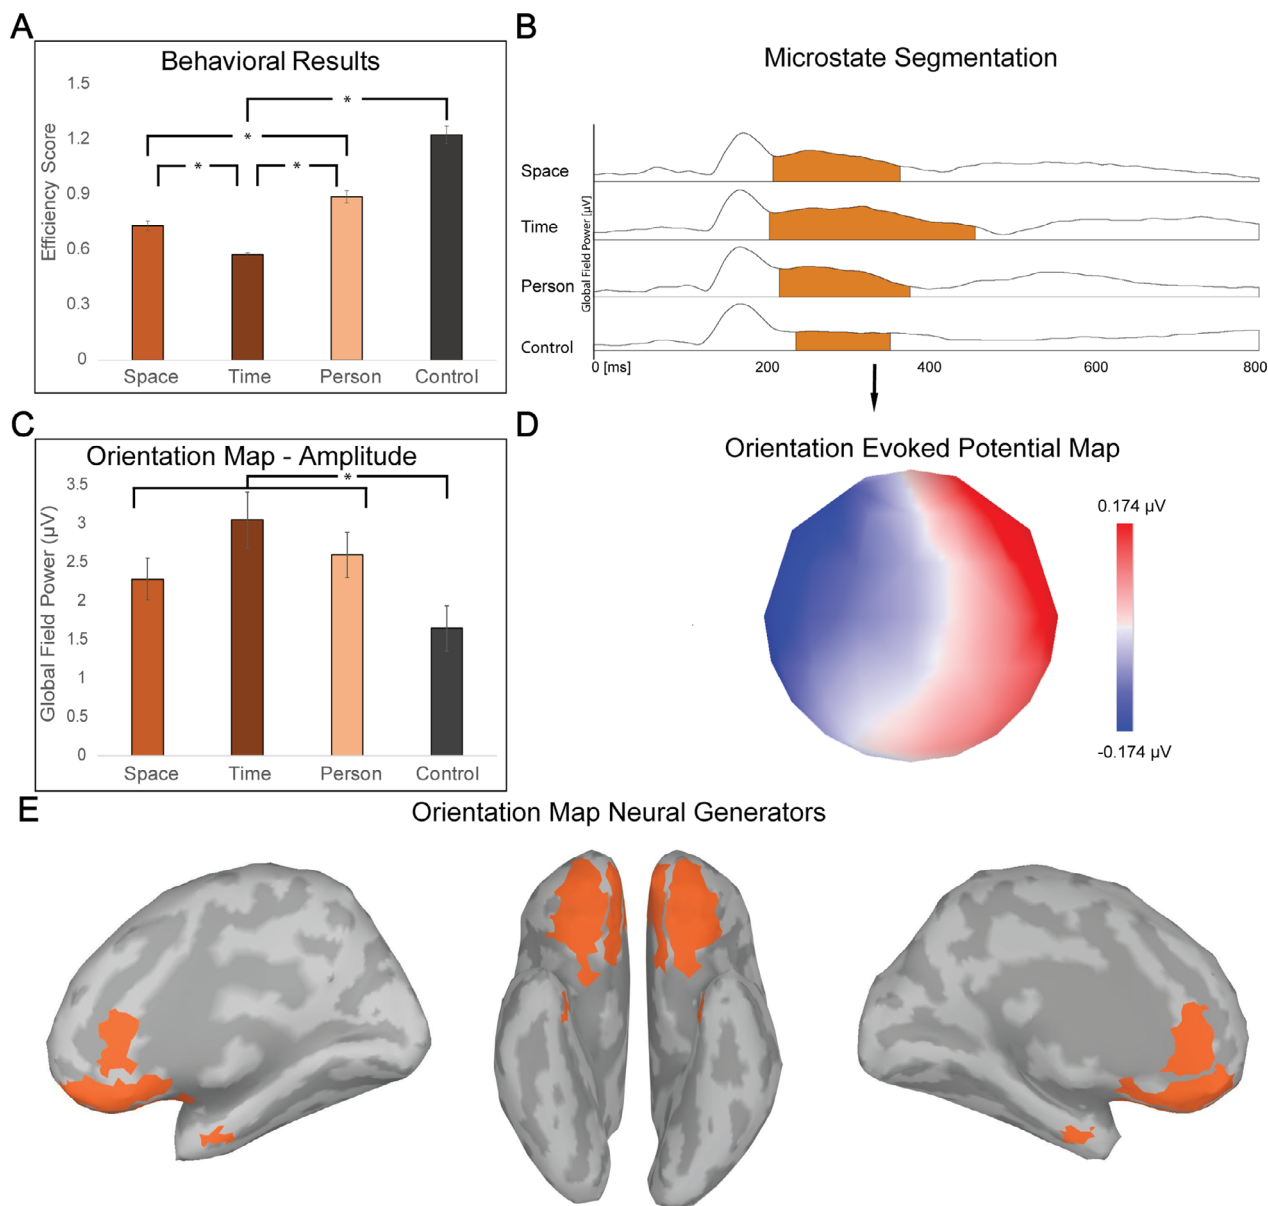 A
Behavioral Results
Efficiency Score
1.5
1.2
0.9
0.6
0.3
0
*
*
*
*
Space Time Person Control
B
Microstate Segmentation
Global Field Power [µV]
Space
Time
Person
Control
0 [ms] 200 400 600 800
C
Orientation Map - Amplitude
Global Field Power (µV)
3.5
3
2.5
2
1.5
1
0.5
0
*
Space Time Person Control
D
Orientation Evoked Potential Map
0.174 µV
-0.174 µV
E
Orientation Map Neural Generators